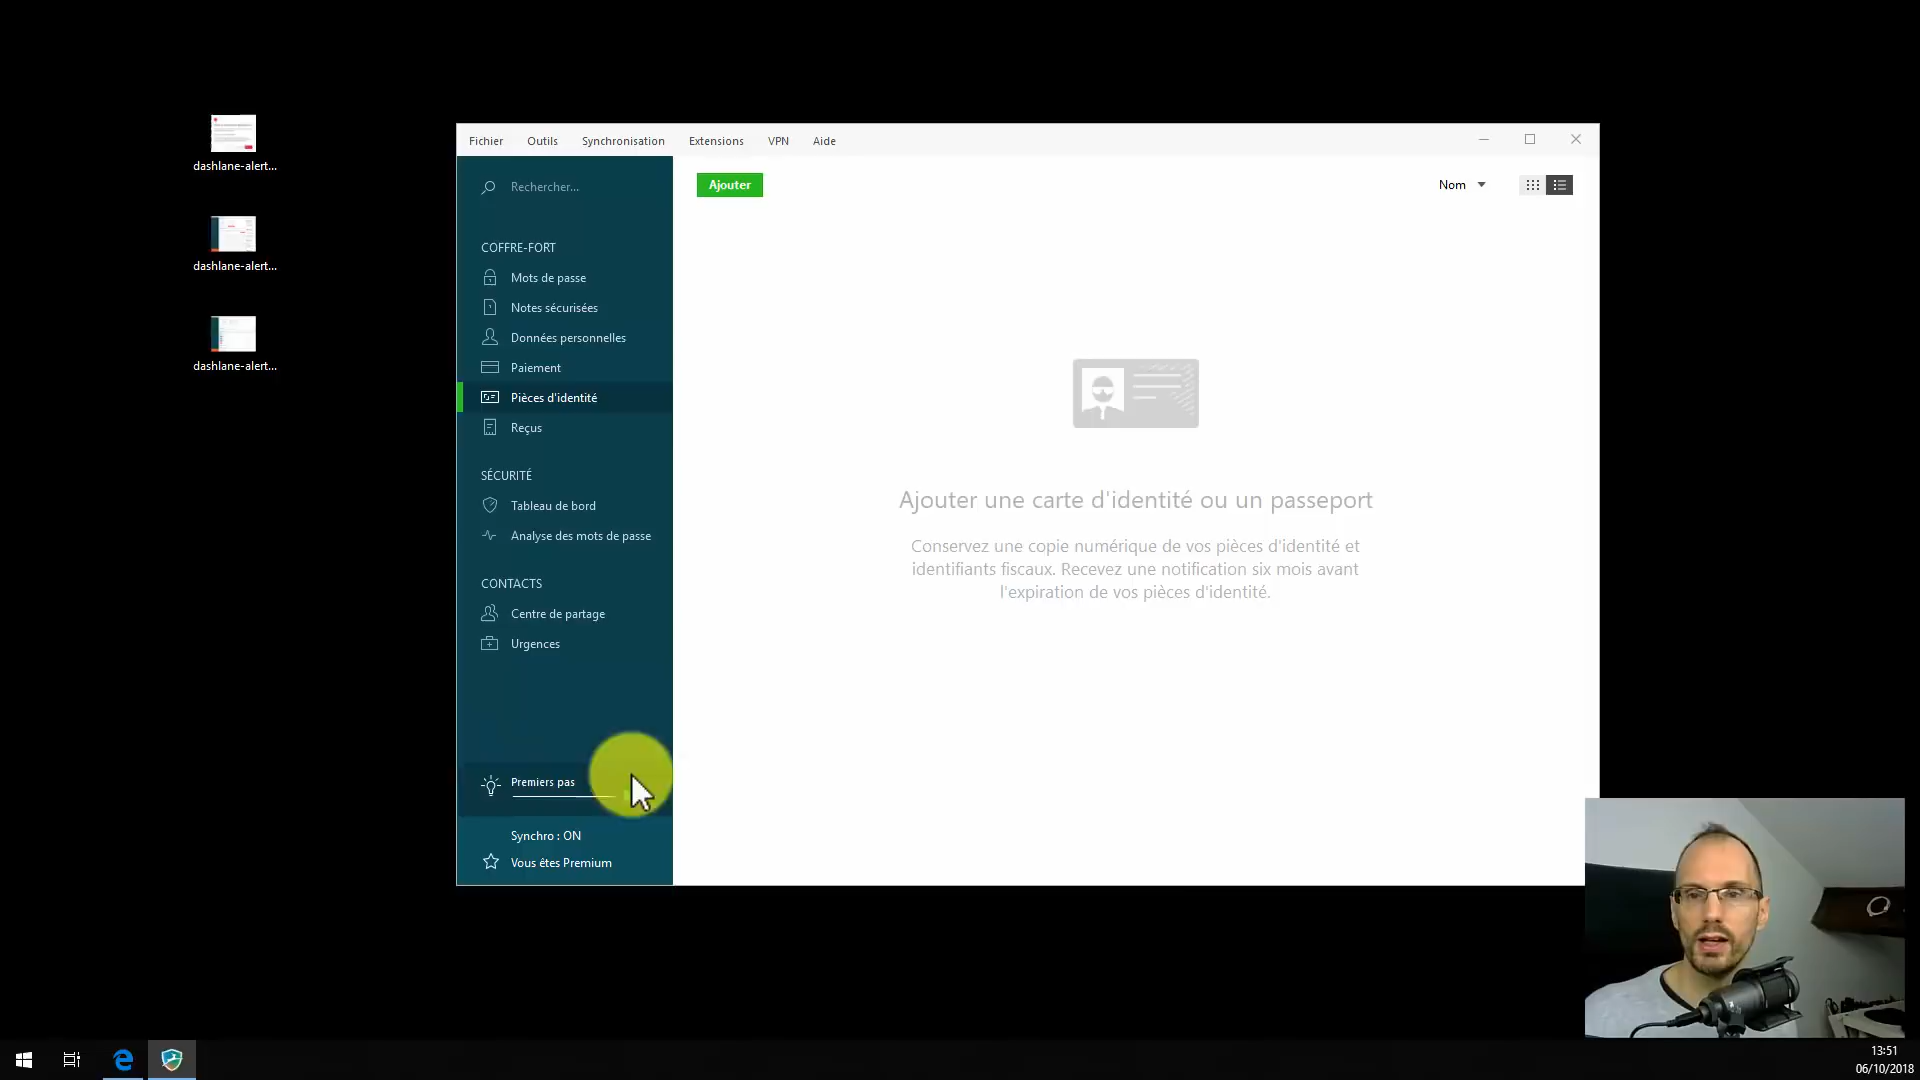 dashlane-alert...
dashlane-alert...
dashlane-alert...
Fichier Outils Synchronisation Extensions VPN Aide
Rechercher...
COFFRE-FORT
Mots de passe
Notes sécurisées
Données personnelles
Paiement
Pièces d'identité
Reçus
SÉCURITÉ
Tableau de bord
Analyse des mots de passe
CONTACTS
Centre de partage
Urgences
Premiers pas
Synchro : ON
Vous êtes Premium
Ajouter
Nom
Ajouter une carte d'identité ou un passeport
Conservez une copie numérique de vos pièces d'identité et
identifiants fiscaux. Recevez une notification six mois avant
l'expiration de vos pièces d'identité.
13:51
06/10/2018